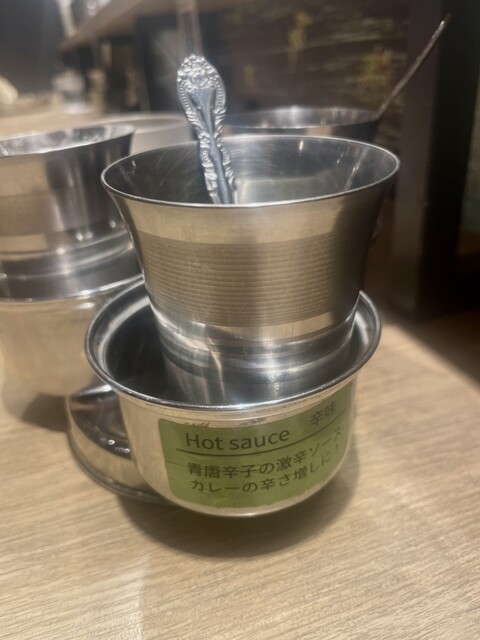 Hot sauce 辛味
青唐辛子の激辛ソース
カレーの辛さ増しに！